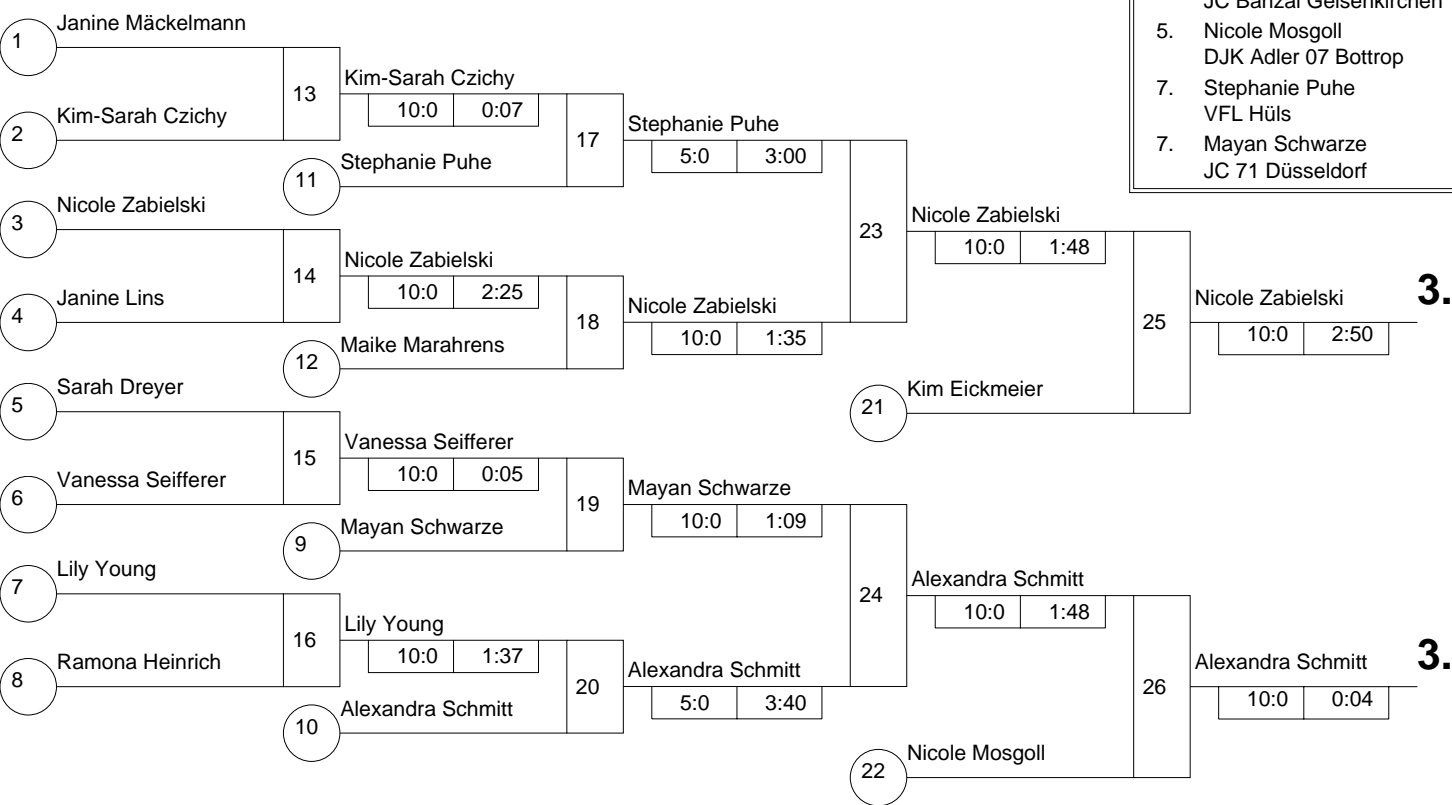 JC Banzai Gelsenkirchen
5. Nicole Mosgoll
DJK Adler 07 Bottrop
7. Stephanie Puhe
VFL Hüls
7. Mayan Schwarze
JC 71 Düsseldorf
1 Janine Mäckelmann
13 Kim-Sarah Czichy
10:0 0:07
2 Kim-Sarah Czichy
17 Stephanie Puhe
5:0 3:00
11 Stephanie Puhe
3 Nicole Zabielski
23 Nicole Zabielski
10:0 1:48
14 Nicole Zabielski
10:0 2:25
4 Janine Lins
18 Nicole Zabielski
10:0 1:35
12 Maike Marahrens
25 Nicole Zabielski 3.
10:0 2:50
5 Sarah Dreyer
21 Kim Eickmeier
15 Vanessa Seifferer
10:0 0:05
6 Vanessa Seifferer
19 Mayan Schwarze
10:0 1:09
9 Mayan Schwarze
7 Lily Young
24 Alexandra Schmitt
10:0 1:48
16 Lily Young
10:0 1:37
8 Ramona Heinrich
20 Alexandra Schmitt
5:0 3:40
10 Alexandra Schmitt
26 Alexandra Schmitt 3.
10:0 0:04
22 Nicole Mosgoll